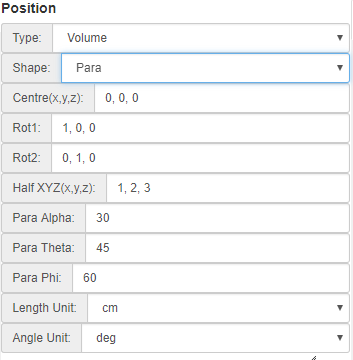 Position
Type: Volume
Shape: Para
Centre(x,y,z): 0, 0, 0
Rot1: 1, 0, 0
Rot2: 0, 1, 0
Half XYZ(x,y,z): 1, 2, 3
Para Alpha: 30
Para Theta: 45
Para Phi: 60
Length Unit: cm
Angle Unit: deg